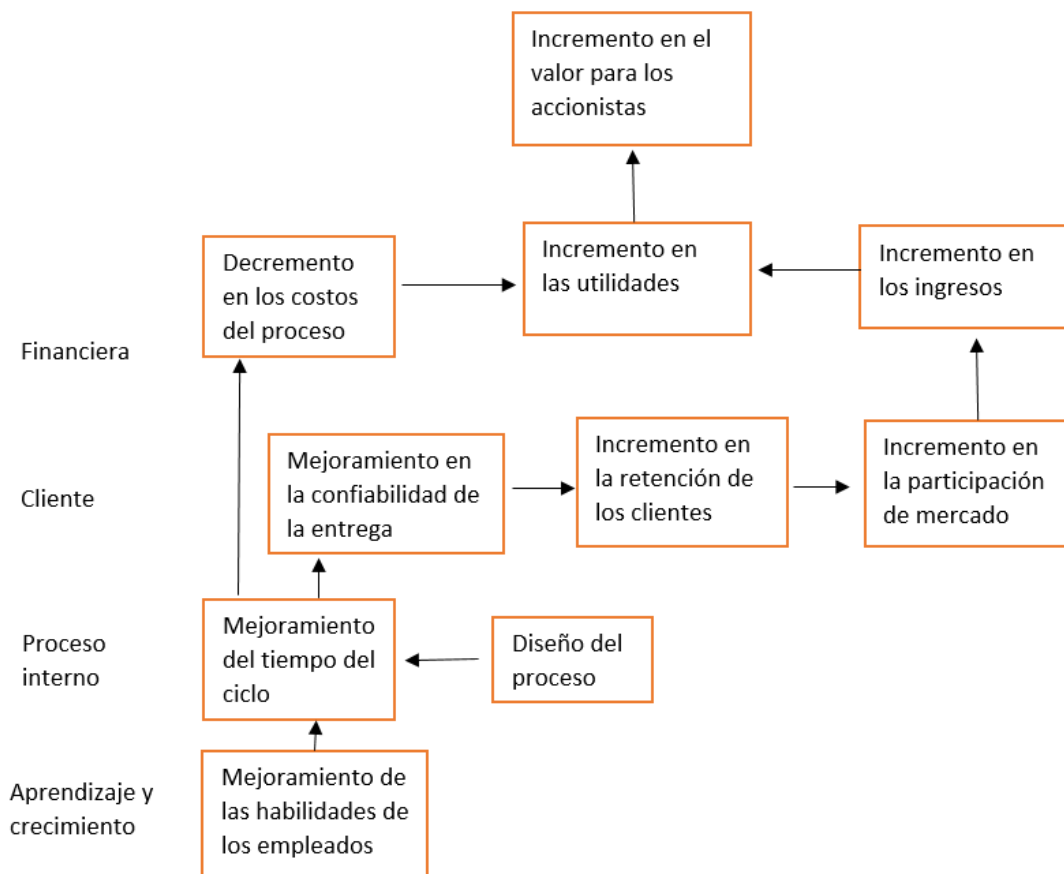 Incremento en el
valor para los
accionistas
Decremento
en los costos
del proceso
Incremento en
las utilidades
Incremento en
los ingresos
Financiera
Mejoramiento en
la confiabilidad de
la entrega
Incremento en
la retención de
los clientes
Incremento en
la participación
de mercado
Cliente
Mejoramiento
del tiempo del
ciclo
Diseño del
proceso
Proceso
interno
Mejoramiento de
las habilidades de
los empleados
Aprendizaje y
crecimiento